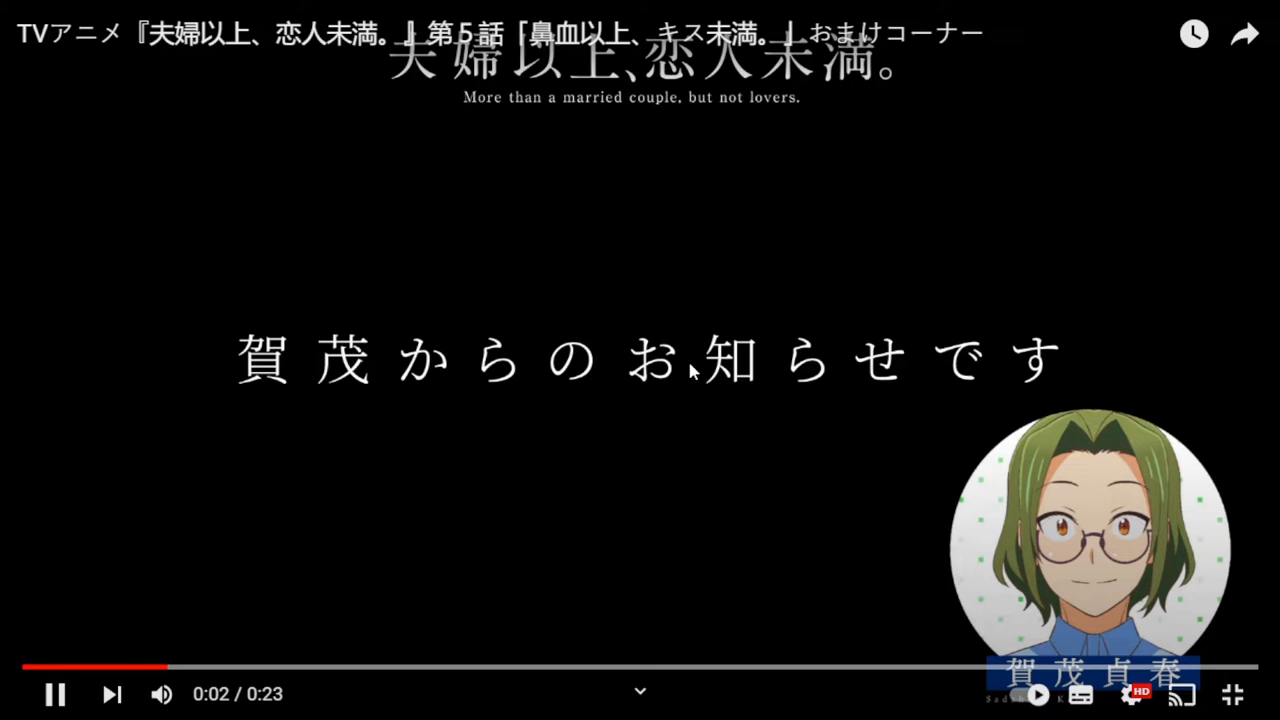 TVアニメ『夫婦以上、恋人未満。』第５話「鼻血以上、キス未満。」おまけコーナー
夫婦以上、恋人未満。
More than a married couple, but not lovers.
賀茂からのお知らせです
賀茂貞春
0:02 / 0:23
HD